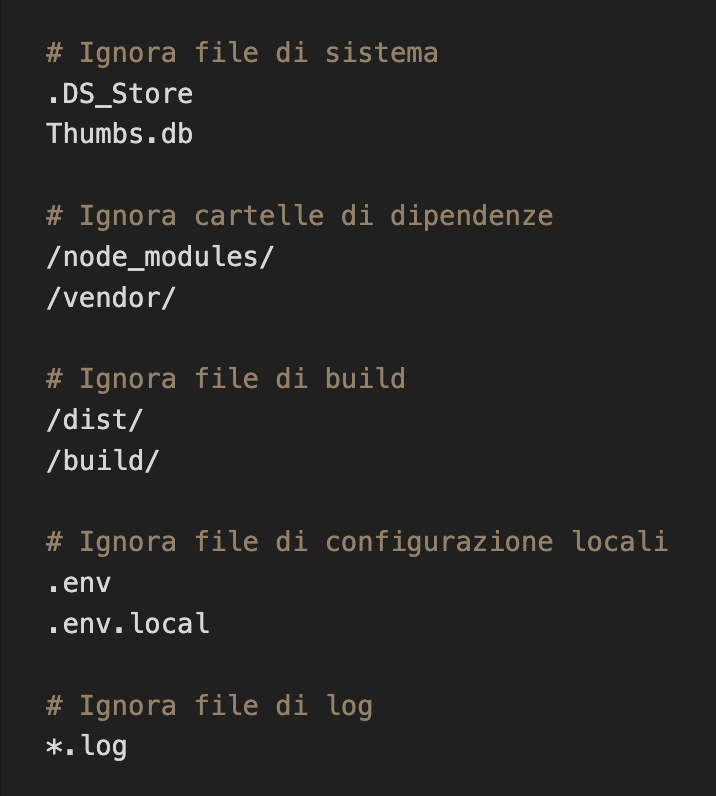 # Ignora file di sistema
.DS_Store
Thumbs.db
# Ignora cartelle di dipendenze
/node_modules/
/vendor/
# Ignora file di build
/dist/
/build/
# Ignora file di configurazione locali
.env
.env.local
# Ignora file di log
*.log